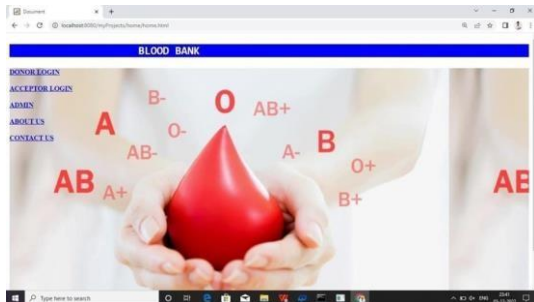 Document
localhost:8080/myProjects/home/home.html
BLOOD BANK
DONOR LOGIN
ACCEPTOR LOGIN
ADMIN
ABOUT US
CONTACT US
B-
O
AB+
A
O-
B
AB-
A-
O+
AB
A+
B+
AB
Type here to search
ENG